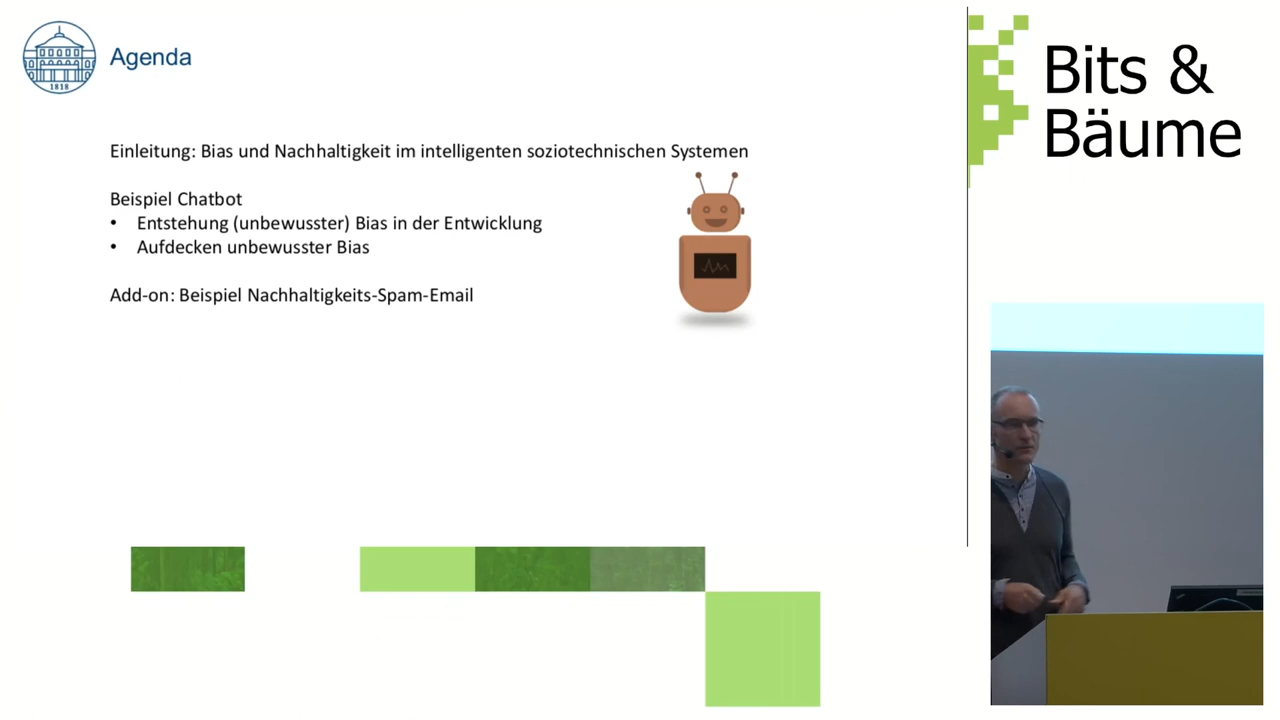 1818
Agenda
Einleitung: Bias und Nachhaltigkeit im intelligenten soziotechnischen Systemen
Beispiel Chatbot
• Entstehung (unbewusster) Bias in der Entwicklung
• Aufdecken unbewusster Bias
Add-on: Beispiel Nachhaltigkeits-Spam-Email
Bits &
Bäume